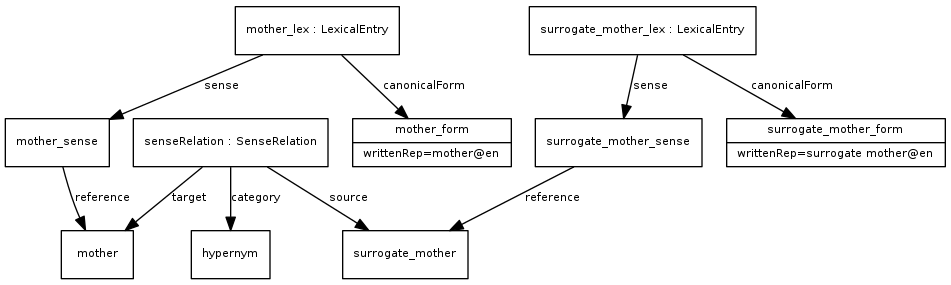 mother_lex : LexicalEntry
surrogate_mother_lex : LexicalEntry
sense
canonicalForm
sense
canonicalForm
mother_sense
senseRelation : SenseRelation
mother_form
writtenRep=mother@en
surrogate_mother_sense
surrogate_mother_form
writtenRep=surrogate mother@en
reference
target
category
source
reference
mother
hypernym
surrogate_mother